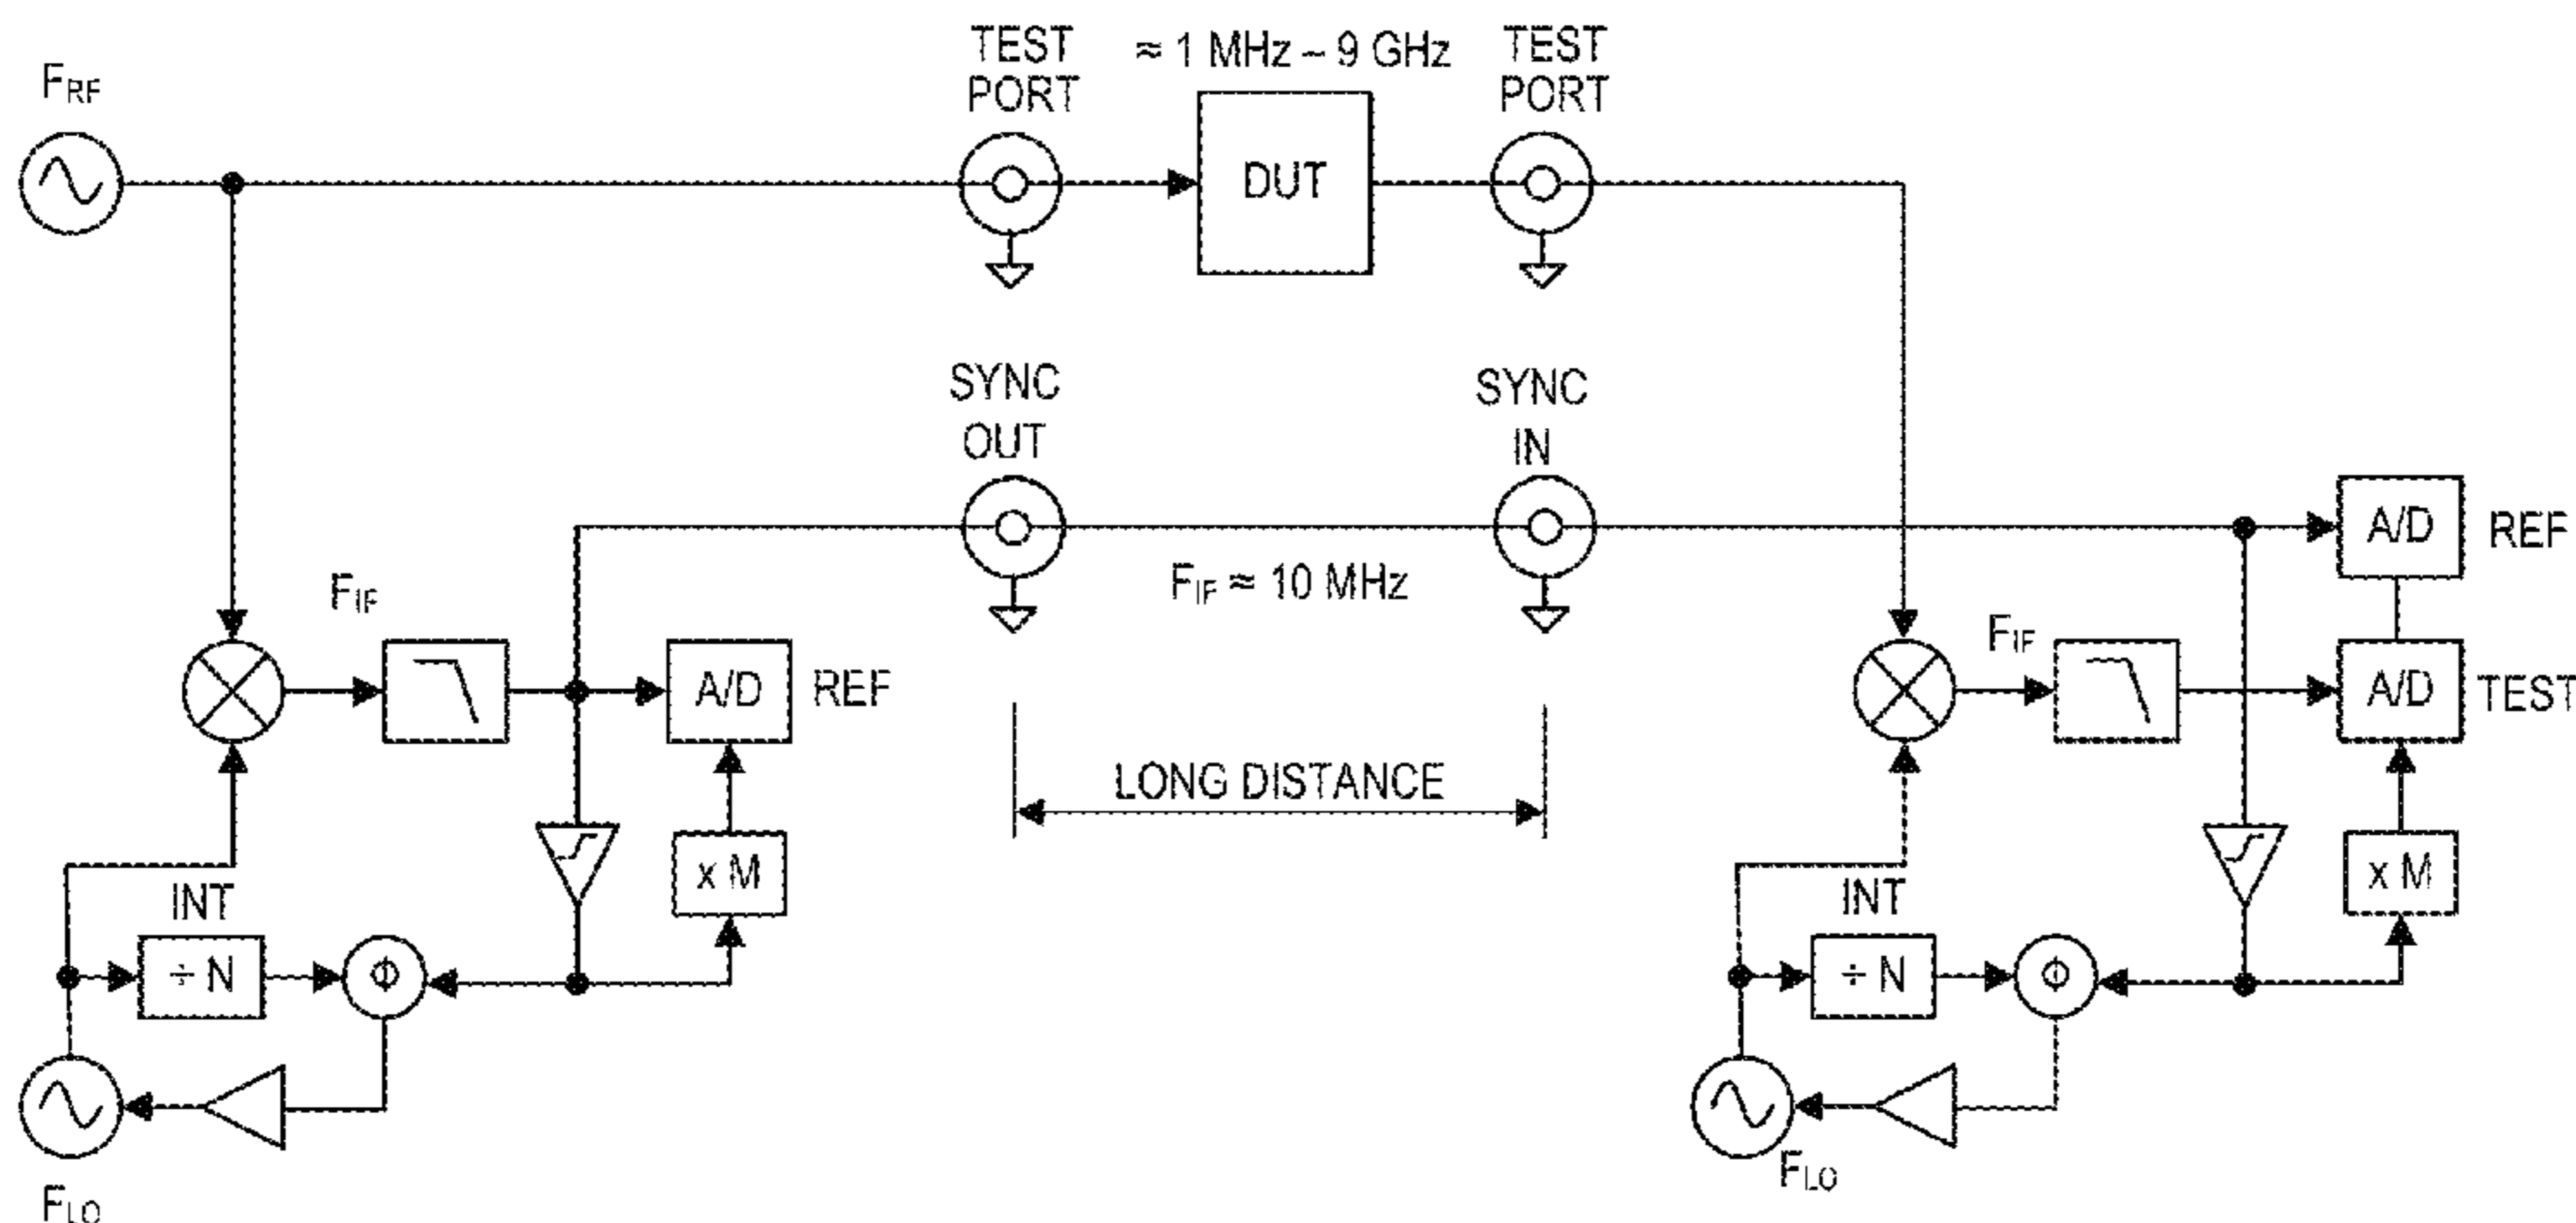 TEST
PORT
≈ 1 MHz – 9 GHz
TEST
PORT
FRF
DUT
SYNC
OUT
SYNC
IN
A/D
REF
FIF ≈ 10 MHz
FIF
A/D
REF
FIF
A/D
TEST
LONG DISTANCE
x M
x M
INT
÷ N
Φ
INT
÷ N
Φ
FLO
FLO